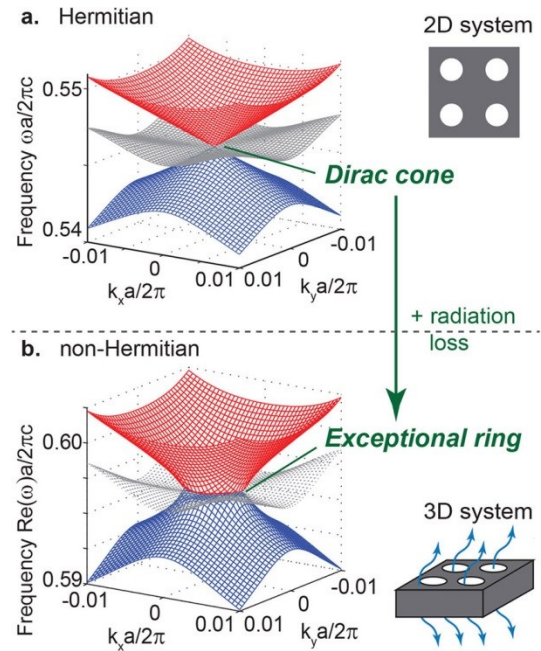 a. Hermitian
2D system
Frequency ωa/2πc
0.55
0.54
Dirac cone
-0.01
0
0.01
kₓa/2π
0.01
0
-0.01
k_ya/2π
+ radiation
loss
b. non-Hermitian
Frequency Re(ω)a/2πc
0.60
0.59
Exceptional ring
3D system
-0.01
0
0.01
kₓa/2π
0.01
0
-0.01
k_ya/2π